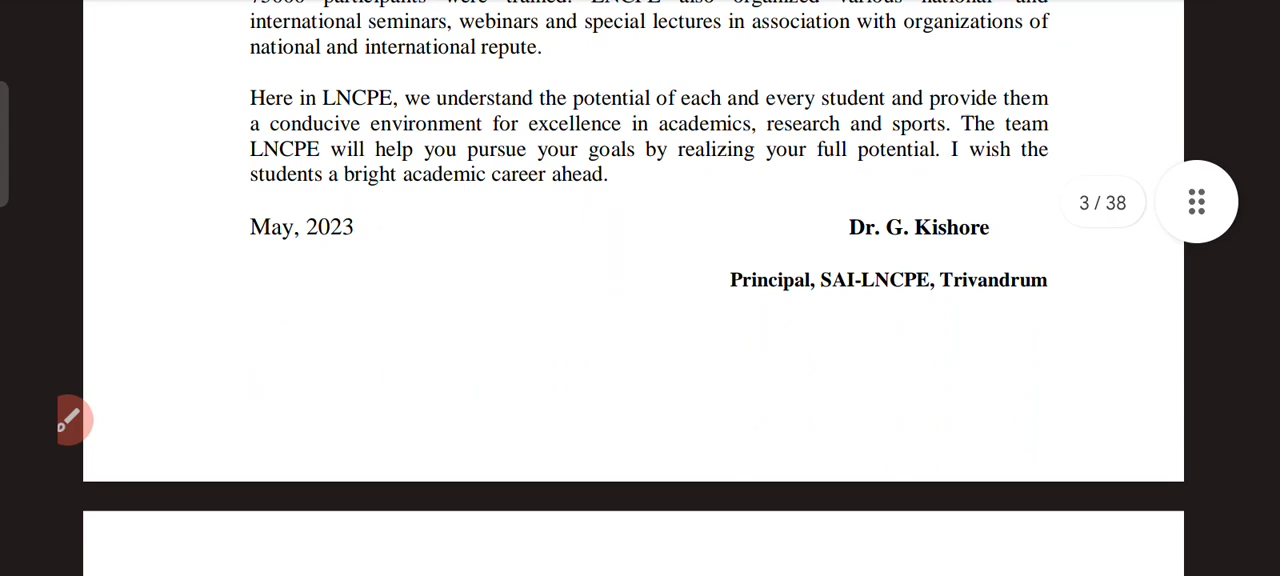 international seminars, webinars and special lectures in association with organizations of
national and international repute.
Here in LNCPE, we understand the potential of each and every student and provide them
a conducive environment for excellence in academics, research and sports. The team
LNCPE will help you pursue your goals by realizing your full potential. I wish the
students a bright academic career ahead.
3 / 38
May, 2023 Dr. G. Kishore
Principal, SAI-LNCPE, Trivandrum